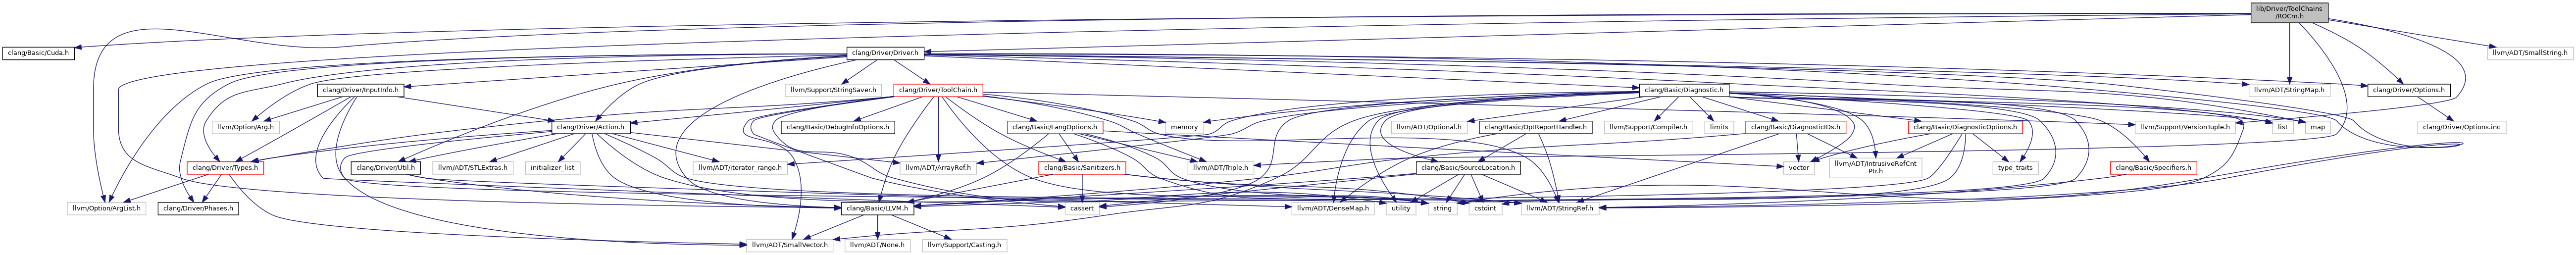 lib/Driver/ToolChains
/ROCm.h
clang/Basic/Cuda.h
clang/Driver/Driver.h
llvm/ADT/SmallString.h
clang/Driver/InputInfo.h
llvm/Support/StringSaver.h
clang/Driver/ToolChain.h
clang/Basic/Diagnostic.h
llvm/ADT/StringMap.h
clang/Driver/Options.h
llvm/Option/Arg.h
clang/Driver/Action.h
clang/Basic/DebugInfoOptions.h
clang/Basic/LangOptions.h
memory
llvm/ADT/Optional.h
clang/Basic/OptReportHandler.h
llvm/Support/Compiler.h
limits
clang/Basic/DiagnosticIDs.h
clang/Basic/DiagnosticOptions.h
llvm/Support/VersionTuple.h
list
map
clang/Driver/Options.inc
clang/Driver/Types.h
clang/Driver/Util.h
llvm/ADT/STLExtras.h
initializer_list
llvm/ADT/iterator_range.h
llvm/ADT/ArrayRef.h
clang/Basic/Sanitizers.h
llvm/ADT/Triple.h
clang/Basic/SourceLocation.h
vector
llvm/ADT/IntrusiveRefCnt
Ptr.h
type_traits
clang/Basic/Specifiers.h
llvm/Option/ArgList.h
clang/Driver/Phases.h
clang/Basic/LLVM.h
cassert
llvm/ADT/DenseMap.h
utility
string
cstdint
llvm/ADT/StringRef.h
llvm/ADT/SmallVector.h
llvm/ADT/None.h
llvm/Support/Casting.h